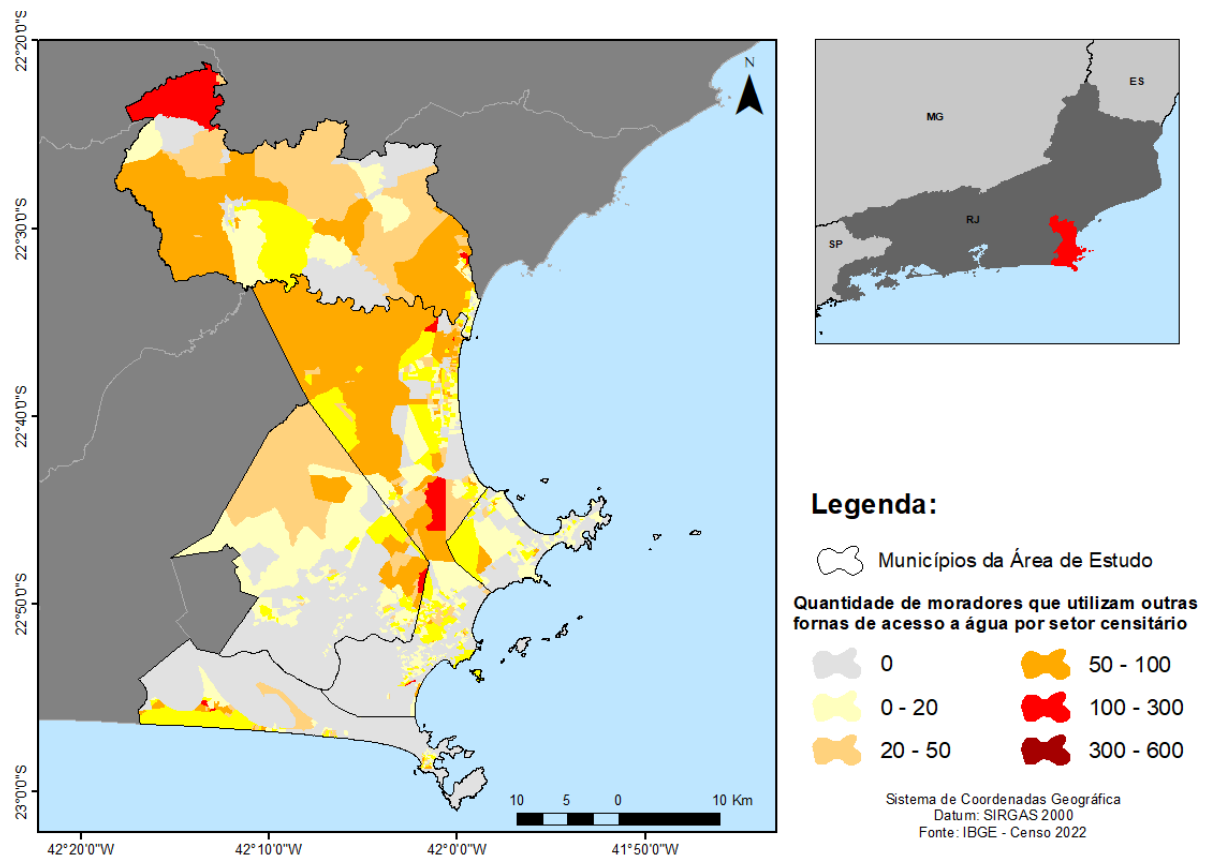 22°20'0"S
22°30'0"S
22°40'0"S
22°50'0"S
23°0'0"S
42°20'0"W
42°10'0"W
42°0'0"W
41°50'0"W
N
10 5 0 10 Km
MG
ES
RJ
SP
Legenda:
Municípios da Área de Estudo
Quantidade de moradores que utilizam outras
fornas de acesso a água por setor censitário
0
50 - 100
0 - 20
100 - 300
20 - 50
300 - 600
Sistema de Coordenadas Geográfica
Datum: SIRGAS 2000
Fonte: IBGE - Censo 2022